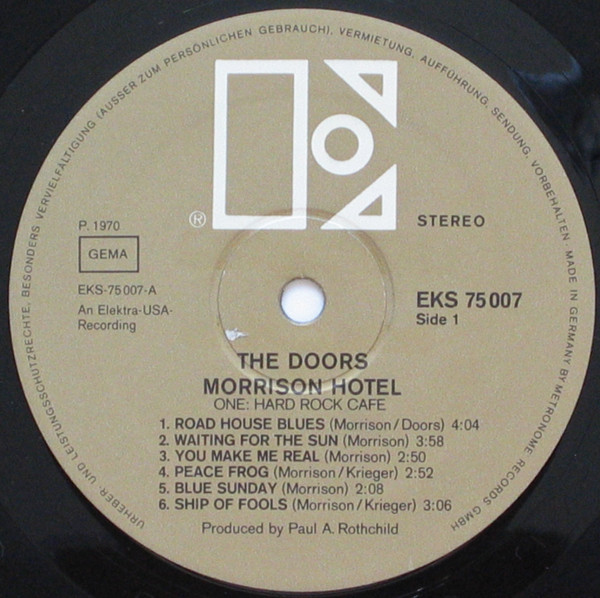 URHEBER- UND LEISTUNGSSCHUTZRECHTE, BESONDERS VERVIELFÄLTIGUNG (AUSSER ZUM PERSÖNLICHEN GEBRAUCH), VERMIETUNG, AUFFÜHRUNG, SENDUNG, VORBEHALTEN · MADE IN GERMANY BY METRONOME RECORDS GMBH
®
P. 1970
GEMA
EKS-75 007-A
An Elektra-USA-
Recording
STEREO
EKS 75 007
Side 1
THE DOORS
MORRISON HOTEL
ONE: HARD ROCK CAFE
1. ROAD HOUSE BLUES (Morrison/Doors) 4:04
2. WAITING FOR THE SUN (Morrison) 3:58
3. YOU MAKE ME REAL (Morrison) 2:50
4. PEACE FROG (Morrison/Krieger) 2:52
5. BLUE SUNDAY (Morrison) 2:08
6. SHIP OF FOOLS (Morrison/Krieger) 3:06
Produced by Paul A. Rothchild